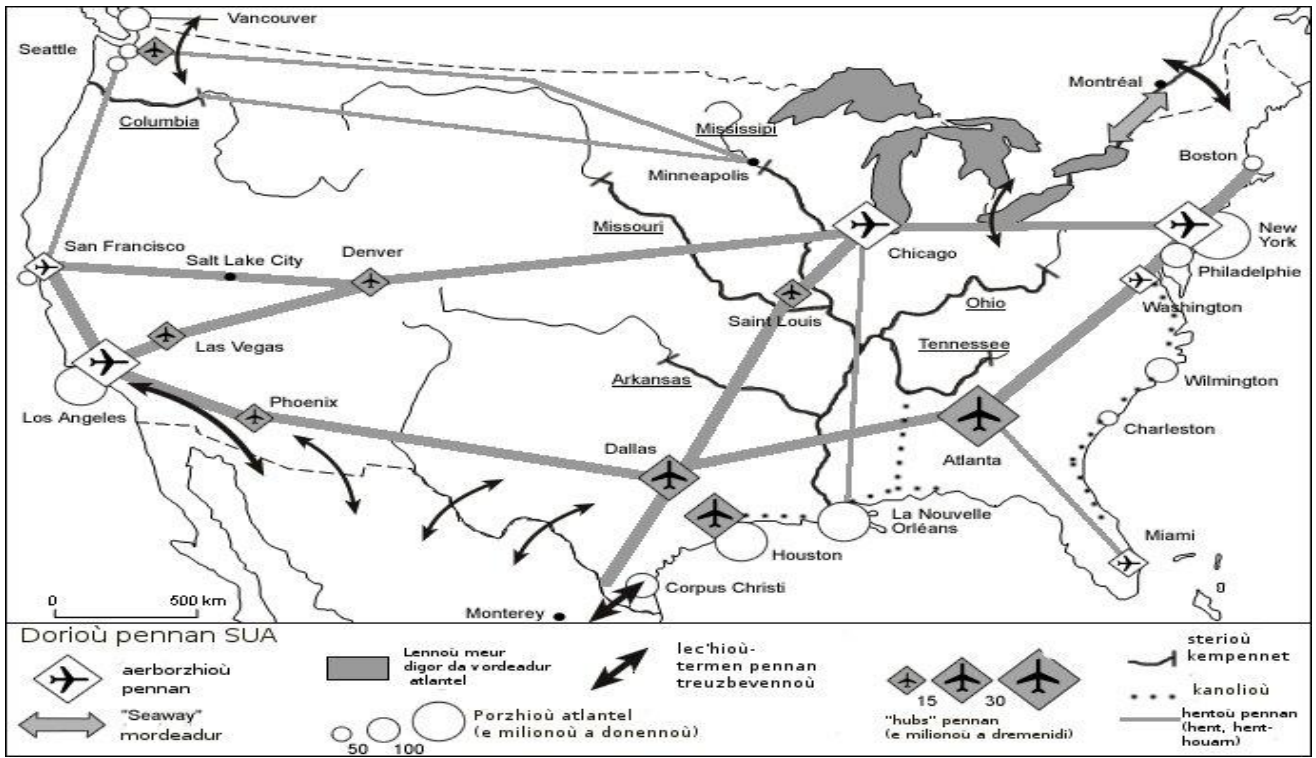 Vancouver
Seattle
Montréal
Columbia
Mississipi
Boston
Minneapolis
Missouri
San Francisco
Denver
New
York
Salt Lake City
Chicago
Philadelphie
Ohio
Washington
Saint Louis
Las Vegas
Tennessee
Arkansas
Wilmington
Phoenix
Los Angeles
Charleston
Dallas
Atlanta
La Nouvelle
Orléans
Miami
Houston
Corpus Christi
0 500 km
Monterey
Dorioù pennan SUA
aerborzhioù
pennan
"Seaway"
mordeadur
Lennoù meur
digor da vordeadur
atlantel
50 100
Porzhioù atlantel
(e milionoù a donennoù)
lec'hioù-
termen pennan
treuzbevennoù
15 30
"hubs" pennan
(e milionoù a dremenidi)
sterioù
kempennet
kanolioù
hentoù pennan
(hent, hent-
houarn)